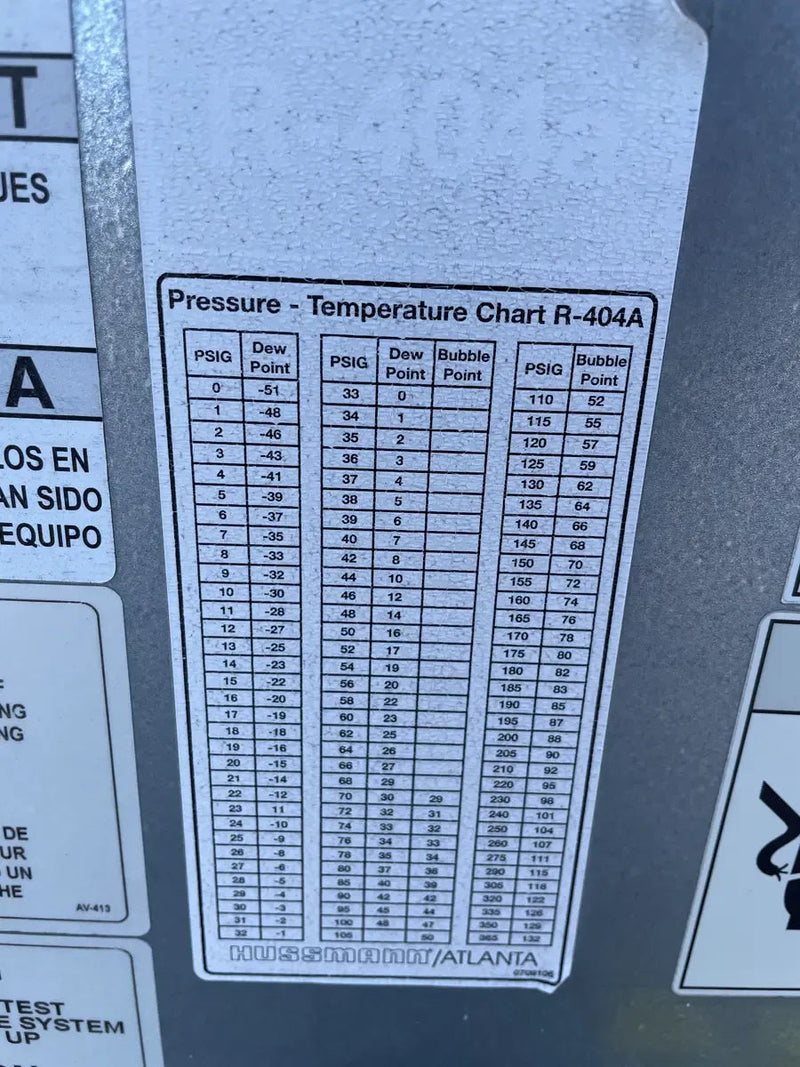 T
UES
A
LOS EN
AN SIDO
EQUIPO
NG
NG
DE
UR
UN
HE
AV-413
TEST
E SYSTEM
UP
Pressure - Temperature Chart R-404A
PSIG Dew Point
0 -51
1 -48
2 -46
3 -43
4 -41
5 -39
6 -37
7 -35
8 -33
9 -32
10 -30
11 -28
12 -27
13 -25
14 -23
15 -22
16 -20
17 -19
18 -18
19 -16
20 -15
21 -14
22 -12
23 11
24 -10
25 -9
26 -8
27 -6
28 -5
29 -4
30 -3
31 -2
32 -1
PSIG Dew Point Bubble Point
33 0
34 1
35 2
36 3
37 4
38 5
39 6
40 7
42 8
44 10
46 12
48 14
50 16
52 17
54 19
56 20
58 22
60 23
62 25
64 26
66 27
68 29
70 30 29
72 32 31
74 33 32
76 34 33
78 35 34
80 37 36
85 40 39
90 42 42
95 45 44
100 48 47
105 50
PSIG Bubble Point
110 52
115 55
120 57
125 59
130 62
135 64
140 66
145 68
150 70
155 72
160 74
165 76
170 78
175 80
180 82
185 83
190 85
195 87
200 88
205 90
210 92
220 95
230 98
240 101
250 104
260 107
275 111
290 115
305 118
320 122
335 126
350 129
365 132
HUSSMANN/ATLANTA